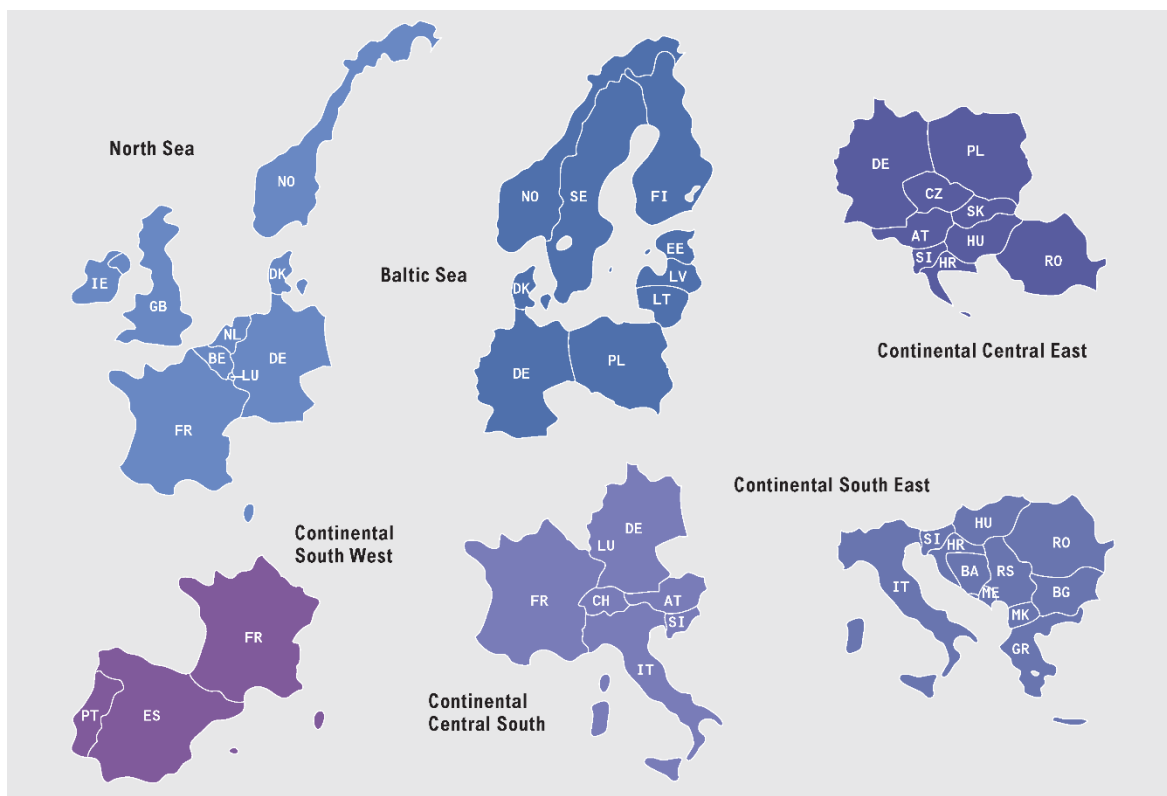 North Sea
NO
IE
GB
DK
NL
BE
DE
LU
FR
Baltic Sea
NO
SE
FI
EE
LV
DK
LT
DE
PL
DE
PL
CZ
SK
AT
HU
SI
HR
RO
Continental Central East
Continental
South West
FR
PT
ES
DE
LU
FR
CH
AT
SI
IT
Continental
Central South
Continental South East
HU
SI
HR
RO
BA
RS
IT
ME
BG
MK
GR